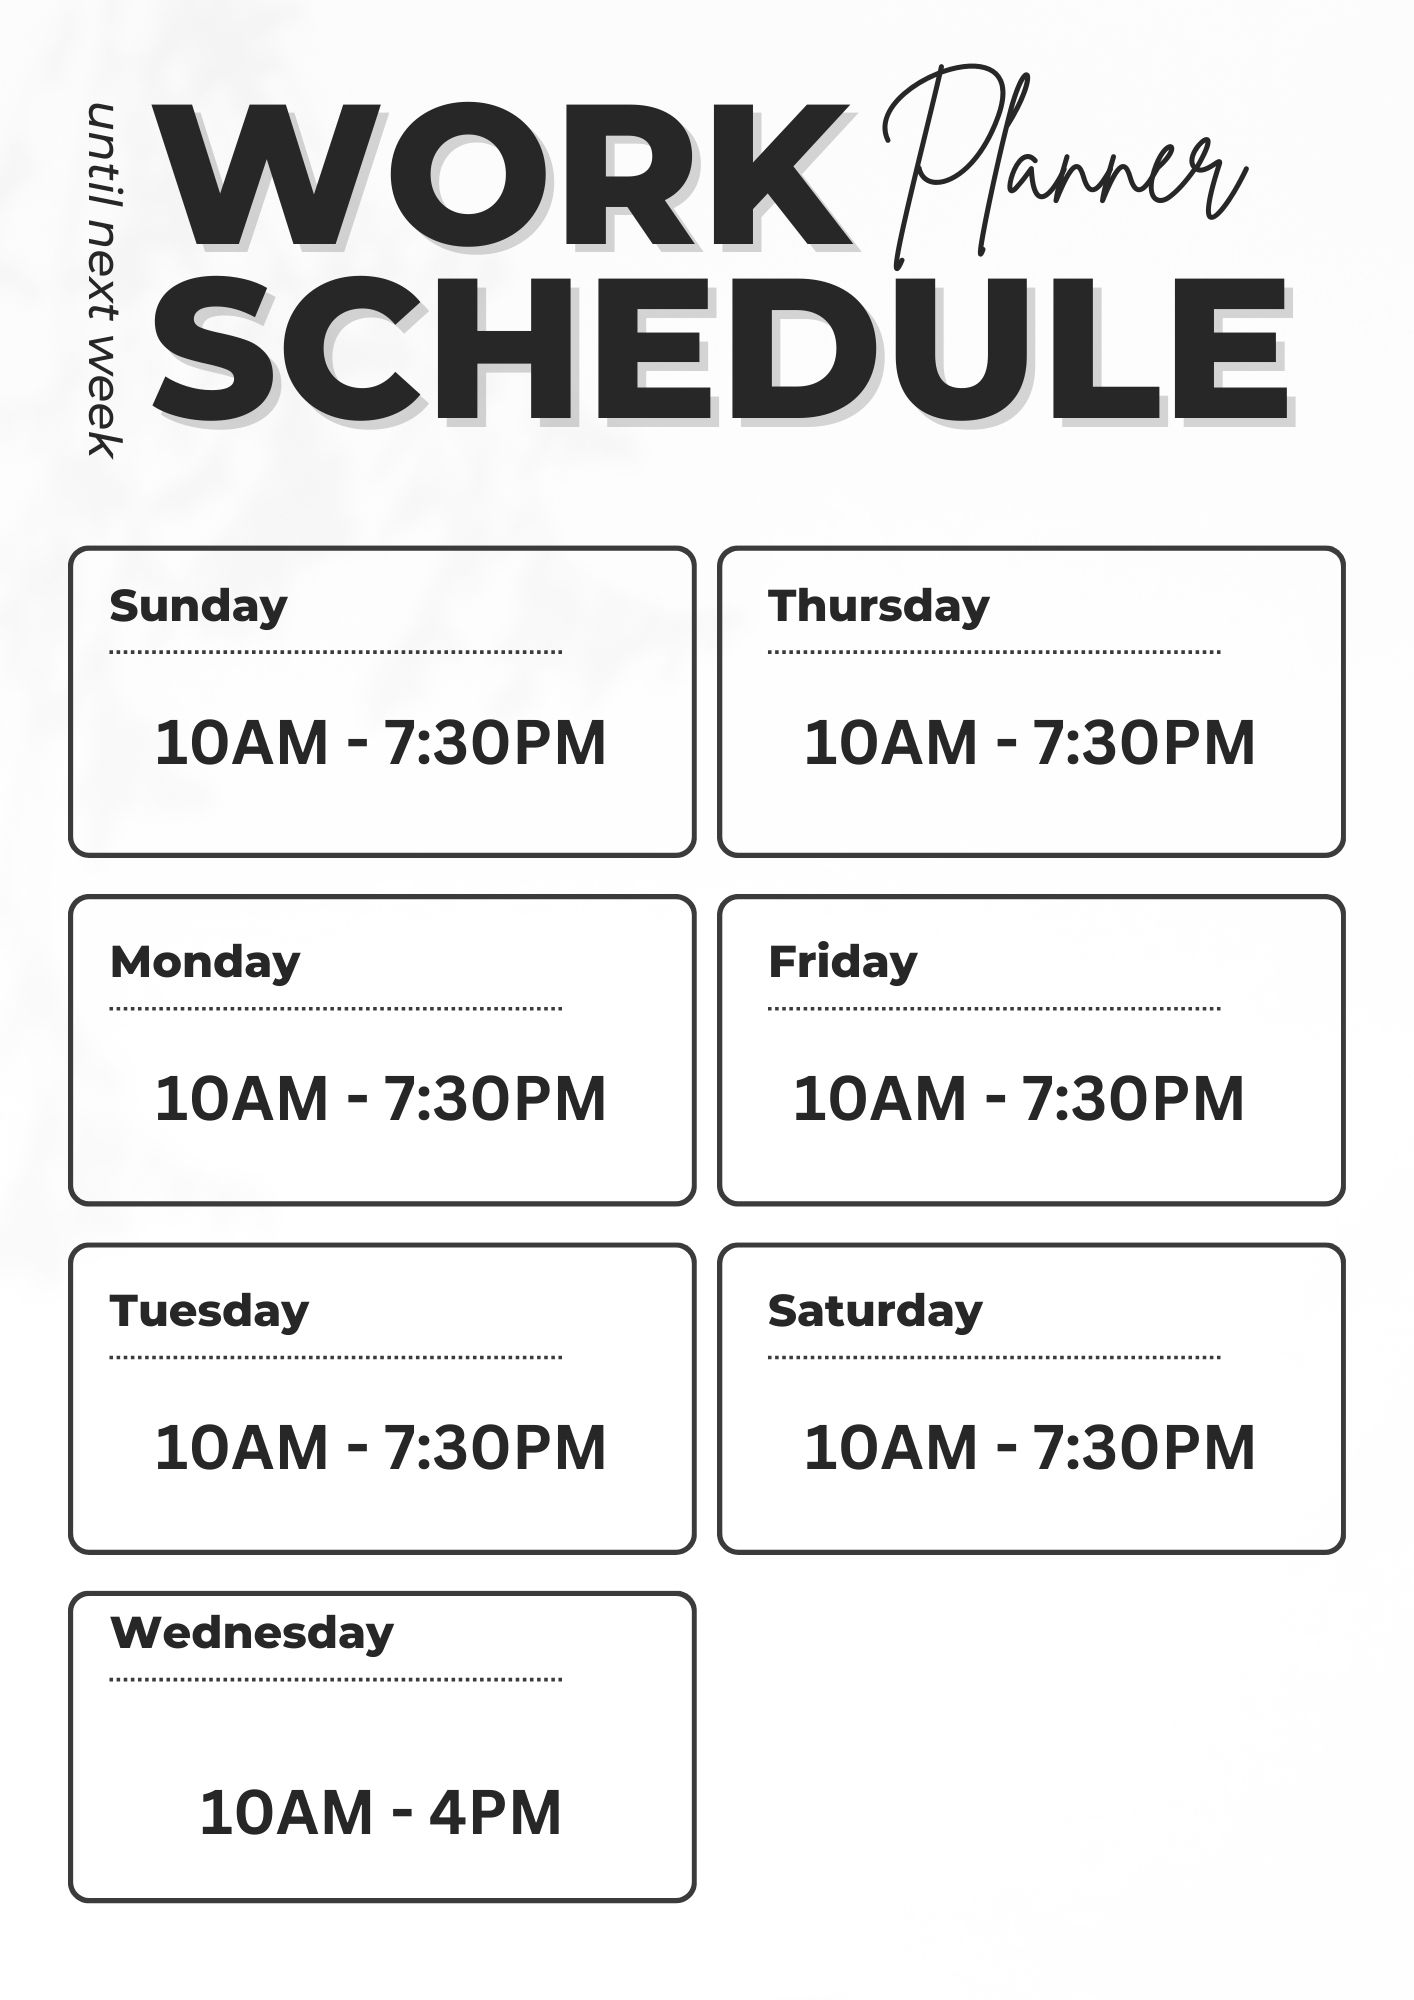 until next week
WORK Planner
SCHEDULE
Sunday
10AM - 7:30PM
Monday
10AM - 7:30PM
Tuesday
10AM - 7:30PM
Wednesday
10AM - 4PM
Thursday
10AM - 7:30PM
Friday
10AM - 7:30PM
Saturday
10AM - 7:30PM